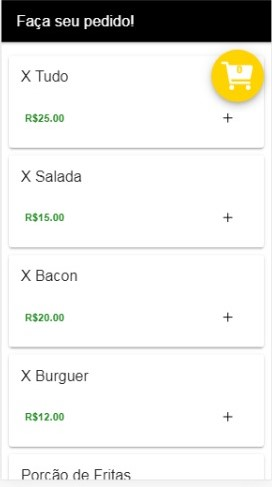 Faça seu pedido!
X Tudo
R$25.00
+
X Salada
R$15.00
+
X Bacon
R$20.00
+
X Burguer
R$12.00
+
Porção de Fritas